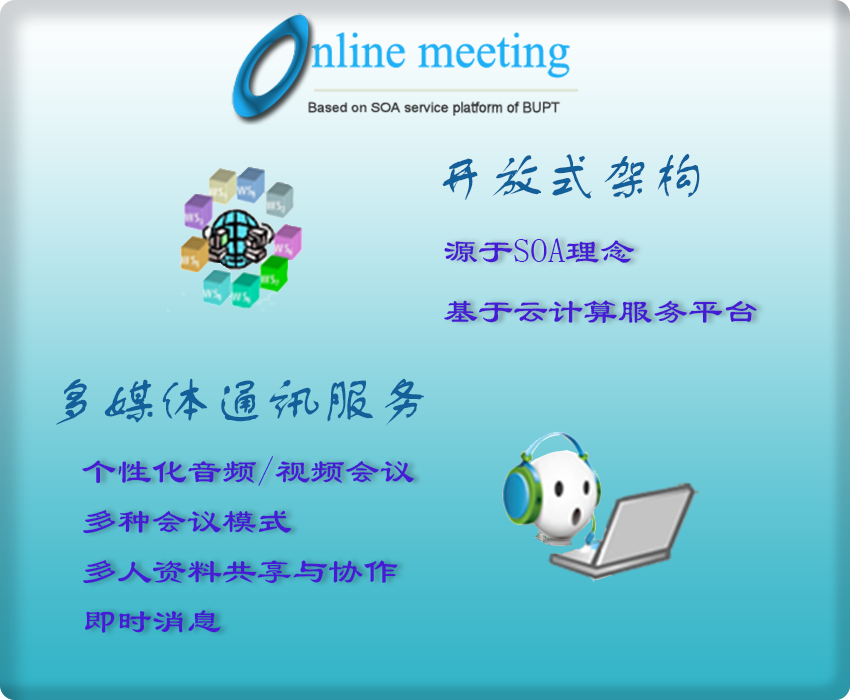 Online meeting
Based on SOA service platform of BUPT
开放式架构
源于SOA理念
基于云计算服务平台
多媒体通讯服务
个性化音频/视频会议
多种会议模式
多人资料共享与协作
即时消息